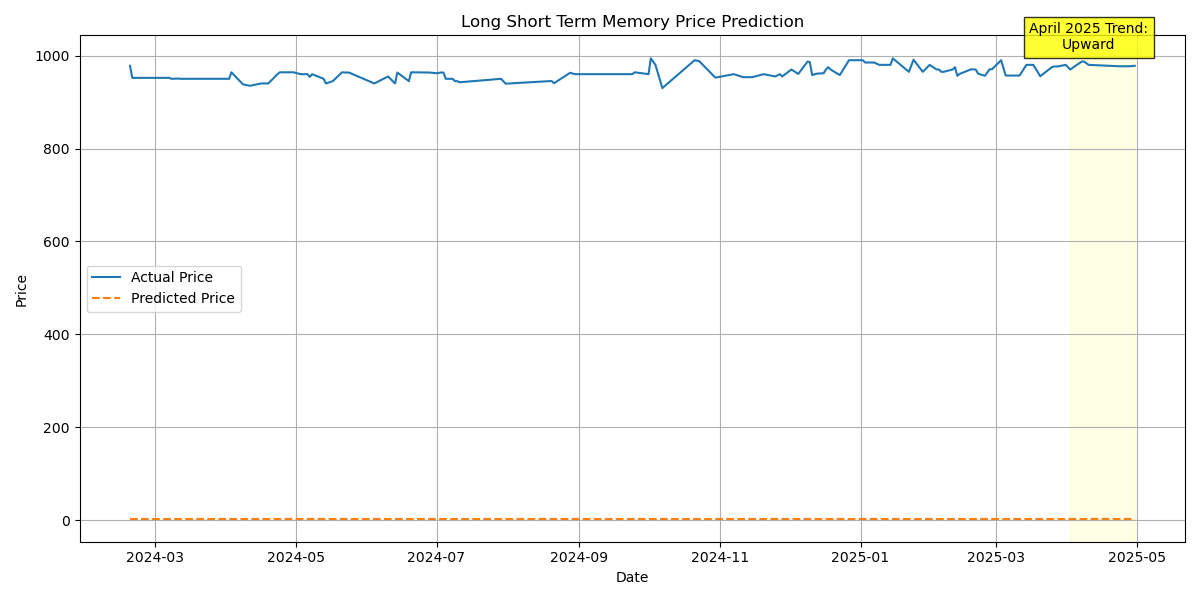 Long Short Term Memory Price Prediction
April 2025 Trend:
Upward
1000
800
600
400
200
0
Price
Actual Price
Predicted Price
2024-03
2024-05
2024-07
2024-09
2024-11
2025-01
2025-03
2025-05
Date